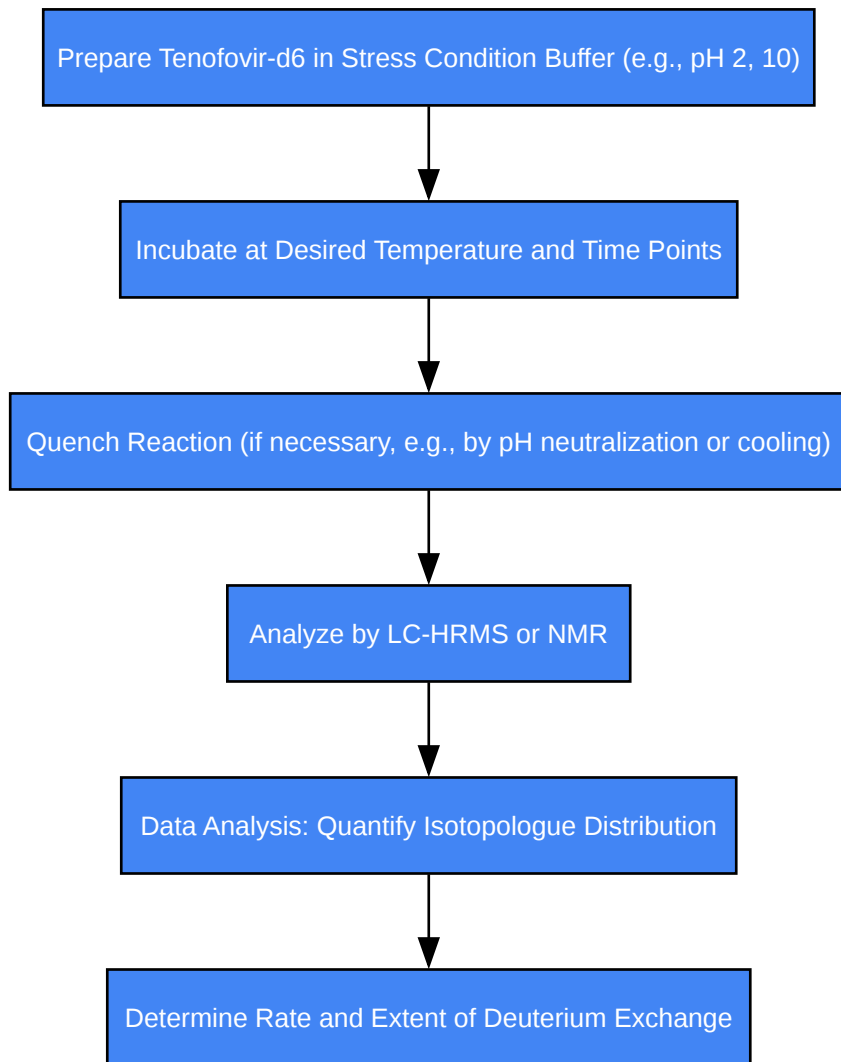 Prepare Tenofovir-d6 in Stress Condition Buffer (e.g., pH 2, 10)
Incubate at Desired Temperature and Time Points
Quench Reaction (if necessary, e.g., by pH neutralization or cooling)
Analyze by LC-HRMS or NMR
Data Analysis: Quantify Isotopologue Distribution
Determine Rate and Extent of Deuterium Exchange